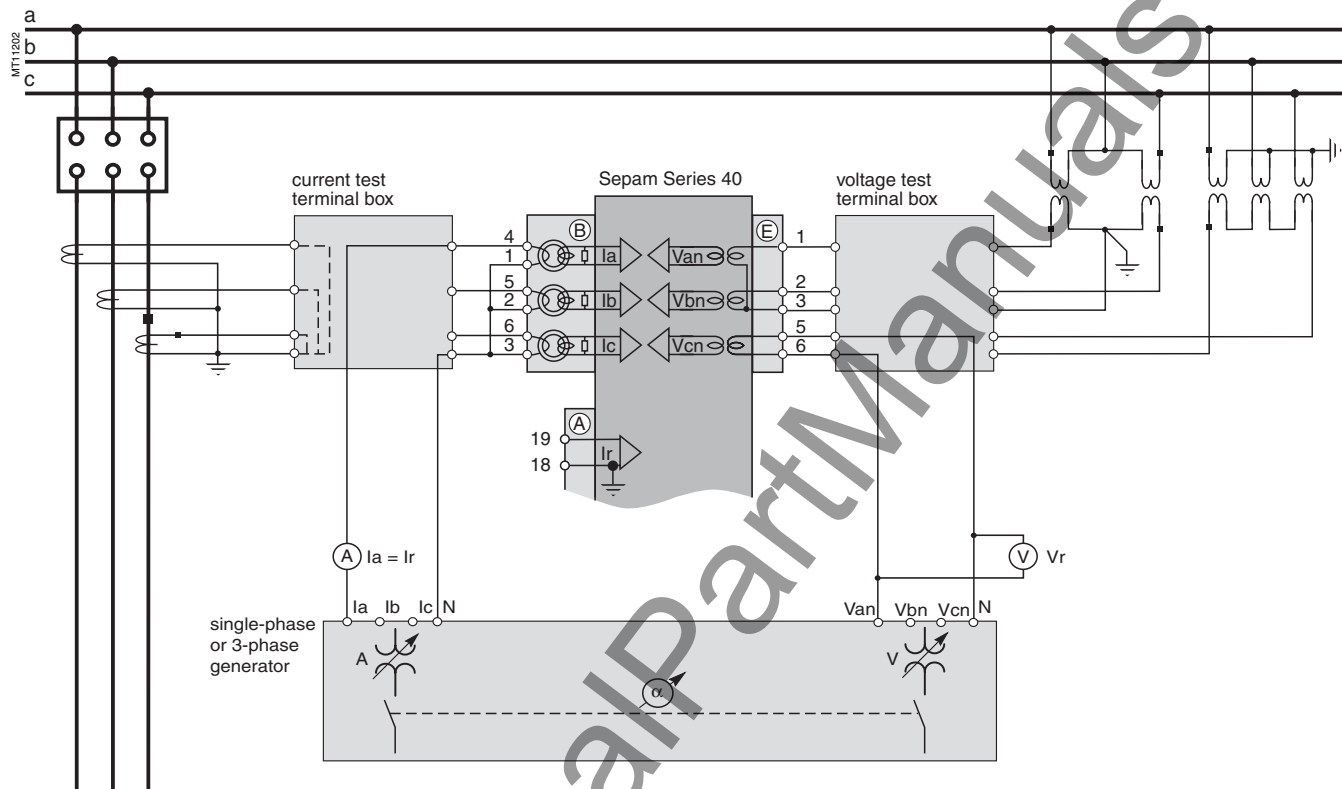 a
MT11202
b
c
current test
terminal box
Sepam Series 40
voltage test
terminal box
B
E
4
1
Ia
Van
1
5
2
Ib
Vbn
2
3
6
3
Ic
Vcn
5
6
A
19
18
Ir
A
Ia = Ir
V
Vr
Ia
Ib
Ic
N
Van
Vbn
Vcn
N
single-phase
or 3-phase
generator
A
V
α
alPartManuals